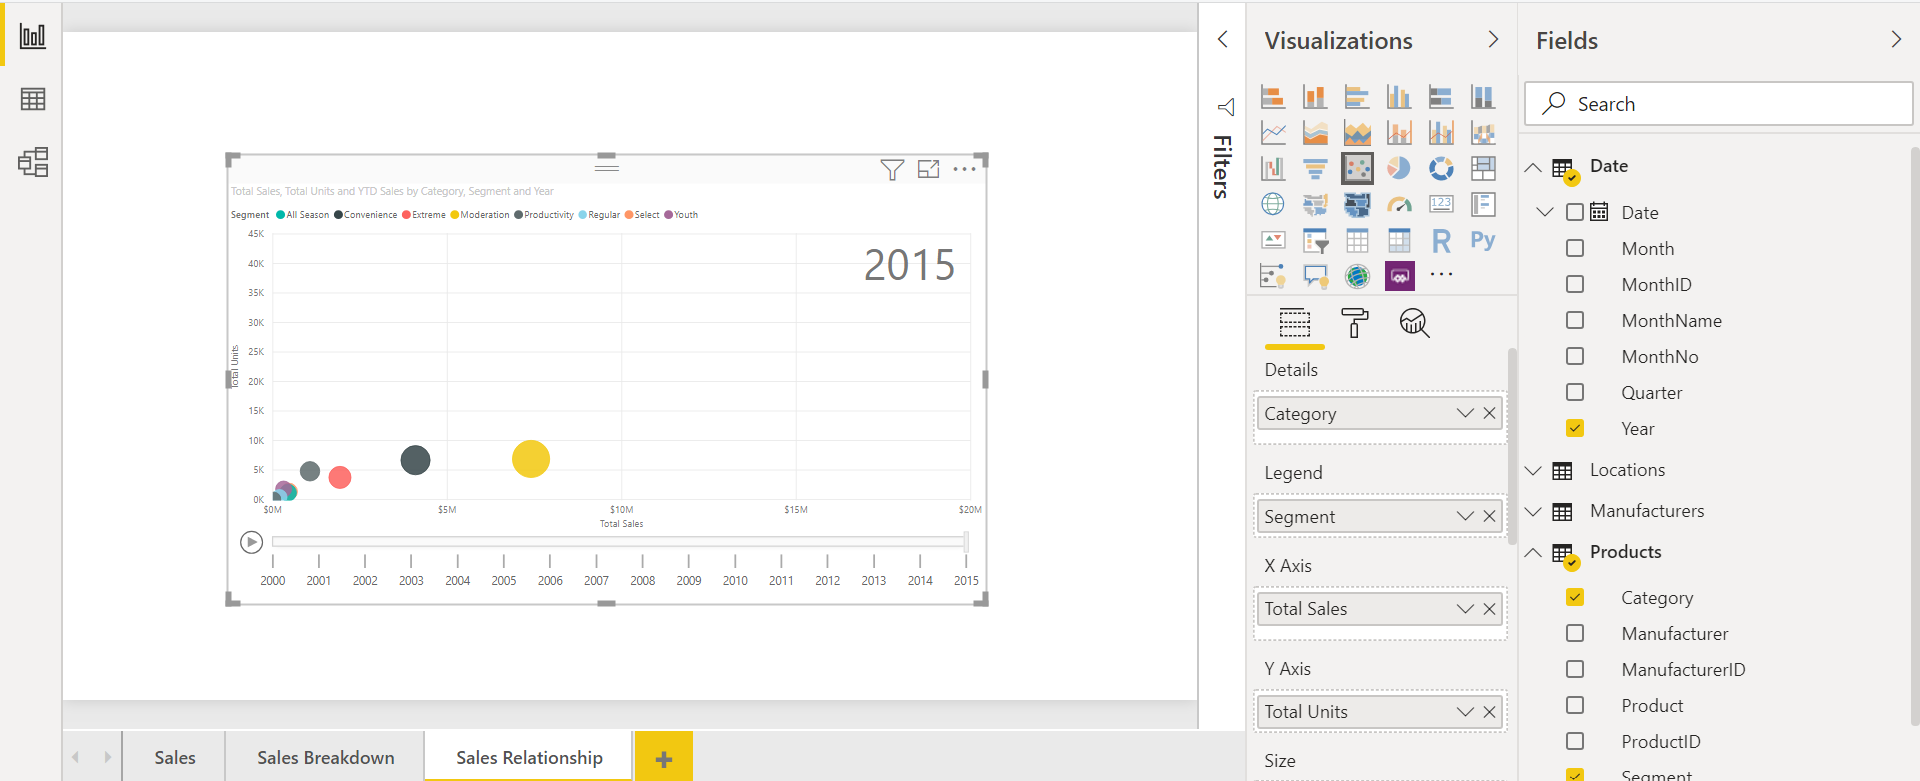 Visualizations
Fields
Search
Filters
Total Sales, Total Units and YTD Sales by Category, Segment and Year
Segment All Season Convenience Extreme Moderation Productivity Regular Select Youth
2015
45K
40K
35K
30K
25K
20K
15K
10K
5K
0K
Total Units
$0M $5M $10M $15M $20M
Total Sales
2000 2001 2002 2003 2004 2005 2006 2007 2008 2009 2010 2011 2012 2013 2014 2015
Sales
Sales Breakdown
Sales Relationship
+
123
R
Py
Details
Category
Legend
Segment
X Axis
Total Sales
Y Axis
Total Units
Size
Date
Date
Month
MonthID
MonthName
MonthNo
Quarter
Year
Locations
Manufacturers
Products
Category
Manufacturer
ManufacturerID
Product
ProductID
Segment